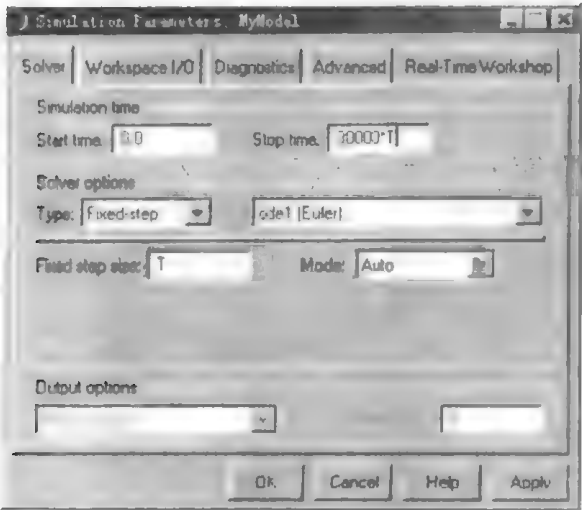 Simulation Parameters: MyModel
Solver Workspace I/O Diagnostics Advanced Real-Time Workshop
Simulation time
Start time: 0.0 Stop time: 30000*T
Solver options
Type: Fixed-step ode1 (Euler)
Fixed step size: T Mode: Auto
Output options
OK Cancel Help Apply